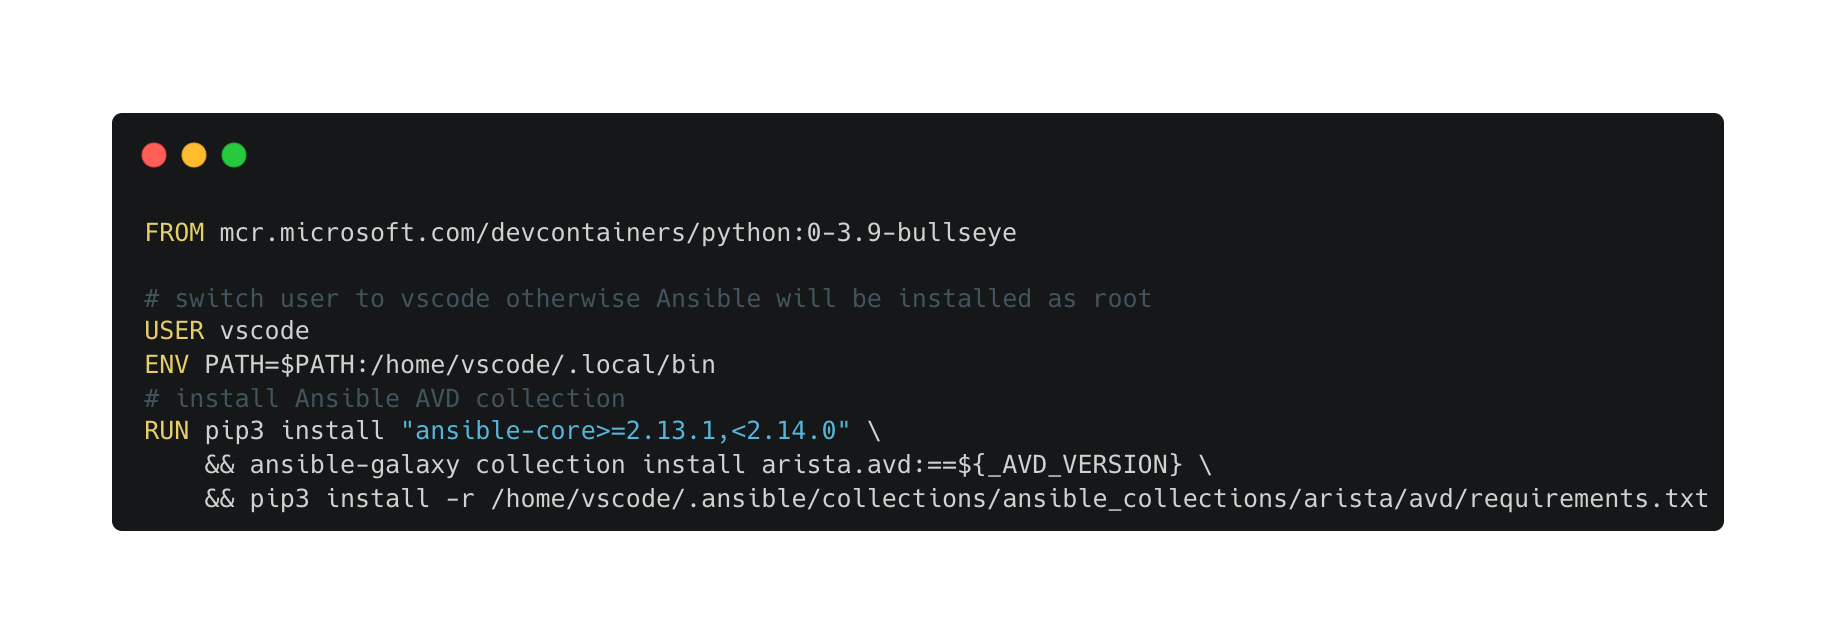 FROM mcr.microsoft.com/devcontainers/python:0-3.9-bullseye

# switch user to vscode otherwise Ansible will be installed as root
USER vscode
ENV PATH=$PATH:/home/vscode/.local/bin
# install Ansible AVD collection
RUN pip3 install "ansible-core>=2.13.1,<2.14.0" \
    && ansible-galaxy collection install arista.avd:==${_AVD_VERSION} \
    && pip3 install -r /home/vscode/.ansible/collections/ansible_collections/arista/avd/requirements.txt